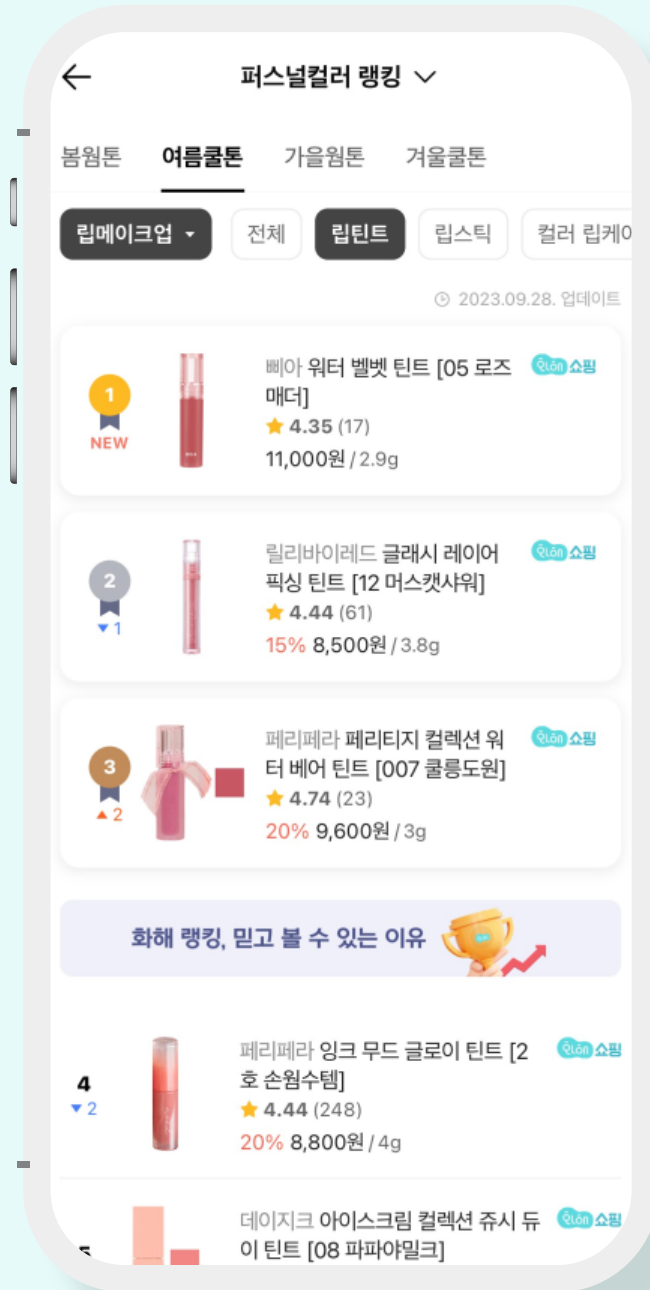 퍼스널컬러 랭킹
봄웜톤 여름쿨톤 가을웜톤 겨울쿨톤
립메이크업 전체 립틴트 립스틱 컬러 립케어
2023.09.28. 업데이트
1
NEW
삐아 워터 벨벳 틴트 [05 로즈
매더]
4.35 (17)
11,000원 / 2.9g
쇼핑
2
1
릴리바이레드 글래시 레이어
픽싱 틴트 [12 머스캣샤워]
4.44 (61)
15% 8,500원 / 3.8g
쇼핑
3
2
페리페라 페리티지 컬렉션 워
터 베어 틴트 [007 쿨릉도원]
4.74 (23)
20% 9,600원 / 3g
쇼핑
화해 랭킹, 믿고 볼 수 있는 이유
4
2
페리페라 잉크 무드 글로이 틴트 [2
호 손웜수템]
4.44 (248)
20% 8,800원 / 4g
쇼핑
5
데이지크 아이스크림 컬렉션 쥬시 듀
이 틴트 [08 파파야밀크]
쇼핑